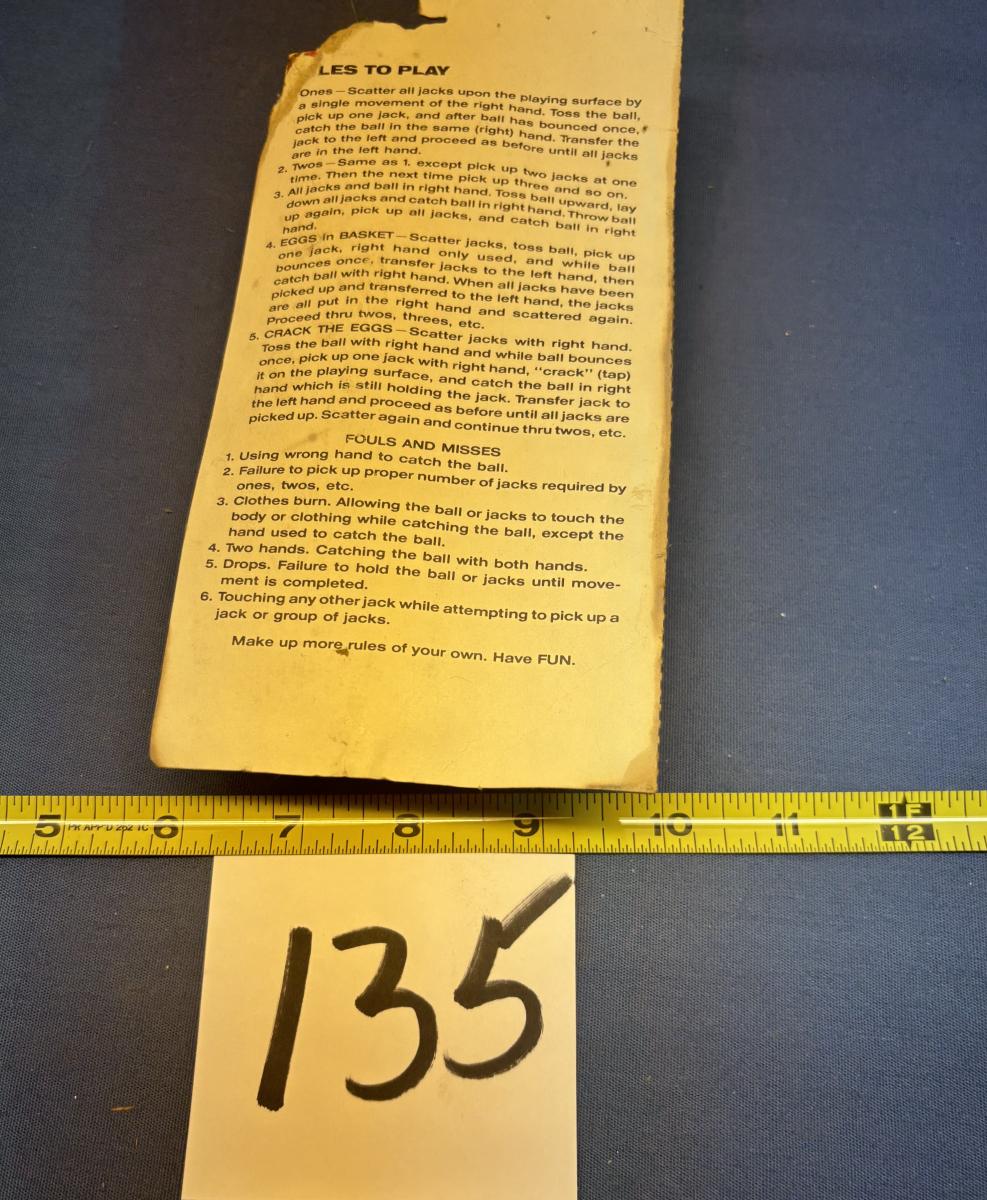 LES TO PLAY
Ones — Scatter all jacks upon the playing surface by
a single movement of the right hand. Toss the ball,
pick up one jack, and after ball has bounced once,
catch the ball in the same (right) hand. Transfer the
jack to the left and proceed as before until all jacks
are in the left hand.
2. Twos — Same as 1. except pick up two jacks at one
time. Then the next time pick up three and so on.
3. All jacks and ball in right hand. Toss ball upward, lay
down all jacks and catch ball in right hand. Throw ball
up again, pick up all jacks, and catch ball in right
hand.
4. EGGS in BASKET — Scatter jacks, toss ball, pick up
one jack, right hand only used, and while ball
bounces once, transfer jacks to the left hand, then
catch ball with right hand. When all jacks have been
picked up and transferred to the left hand, the jacks
are all put in the right hand and scattered again.
Proceed thru twos, threes, etc.
5. CRACK THE EGGS — Scatter jacks with right hand.
Toss the ball with right hand and while ball bounces
once, pick up one jack with right hand, "crack" (tap)
it on the playing surface, and catch the ball in right
hand which is still holding the jack. Transfer jack to
the left hand and proceed as before until all jacks are
picked up. Scatter again and continue thru twos, etc.
FOULS AND MISSES
1. Using wrong hand to catch the ball.
2. Failure to pick up proper number of jacks required by
ones, twos, etc.
3. Clothes burn. Allowing the ball or jacks to touch the
body or clothing while catching the ball, except the
hand used to catch the ball.
4. Two hands. Catching the ball with both hands.
5. Drops. Failure to hold the ball or jacks until move-
ment is completed.
6. Touching any other jack while attempting to pick up a
jack or group of jacks.
Make up more rules of your own. Have FUN.
5 6 7 8 9 10 11 1F 12
135